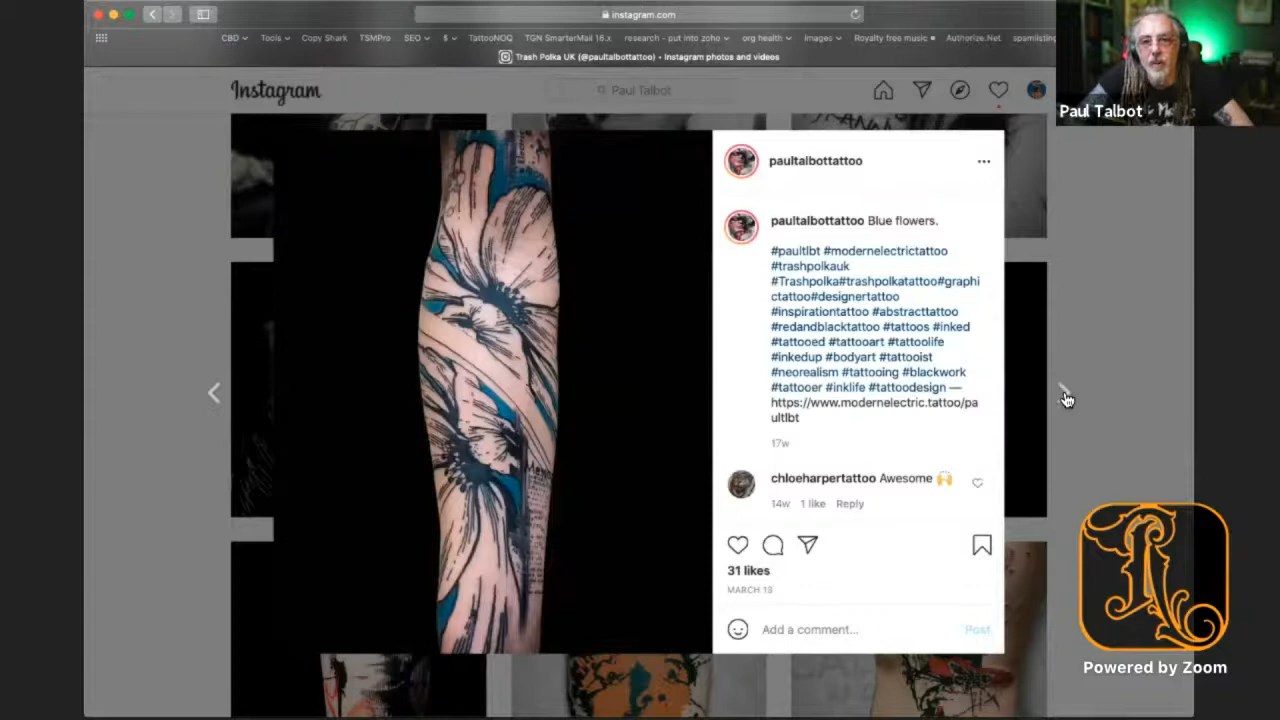 instagram.com
CBD Tools Copy Shark TSMPro SEO $ TattooNOQ TGN SmarterMail 16.x research - put into zoho org health images Royalty free music Authorize.Net spamlisting
Trash Polka UK (@paultalbottattoo) • Instagram photos and videos
Instagram
Paul Talbot
Paul Talbot
paultalbottattoo
paultalbottattoo Blue flowers.
#paultlbt #modernelectrictattoo
#trashpolkauk
#Trashpolka#trashpolkatattoo#graphi
ctattoo#designertattoo
#inspirationtattoo #abstracttattoo
#redandblacktattoo #tattoos #inked
#tattooed #tattooart #tattoolife
#inkedup #bodyart #tattooist
#neorealism #tattooing #blackwork
#tattooer #inklife #tattoodesign —
https://www.modernelectric.tattoo/pa
ultlbt
17w
chloeharpertattoo Awesome 🙌
14w 1 like Reply
31 likes
MARCH 13
Add a comment...
Post
Powered by Zoom